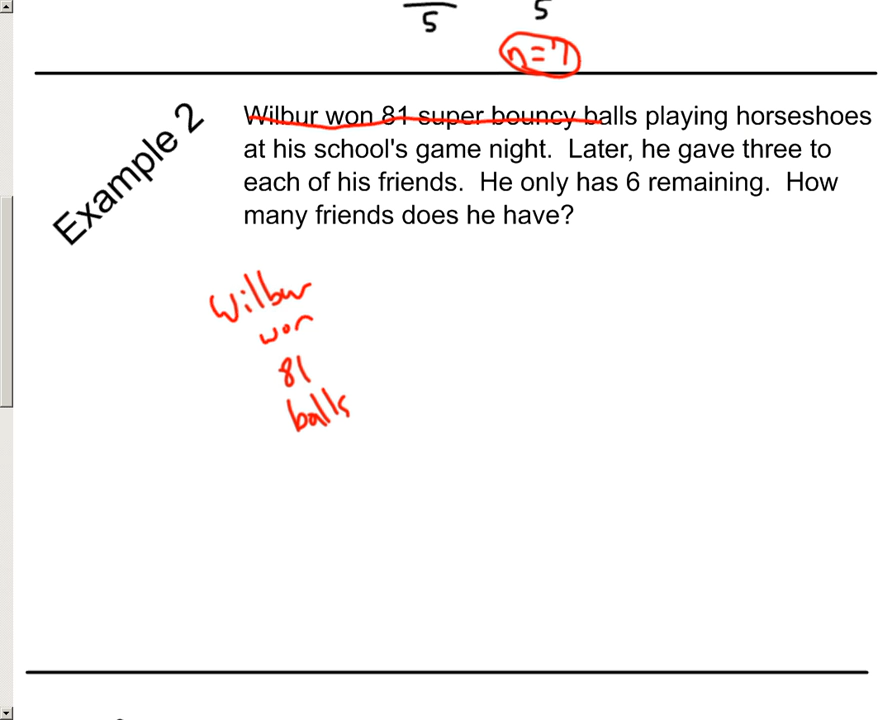 5 5
n=7
Example 2
Wilbur won 81 super bouncy balls playing horseshoes
at his school's game night. Later, he gave three to
each of his friends. He only has 6 remaining. How
many friends does he have?
Wilbur
won
81
balls